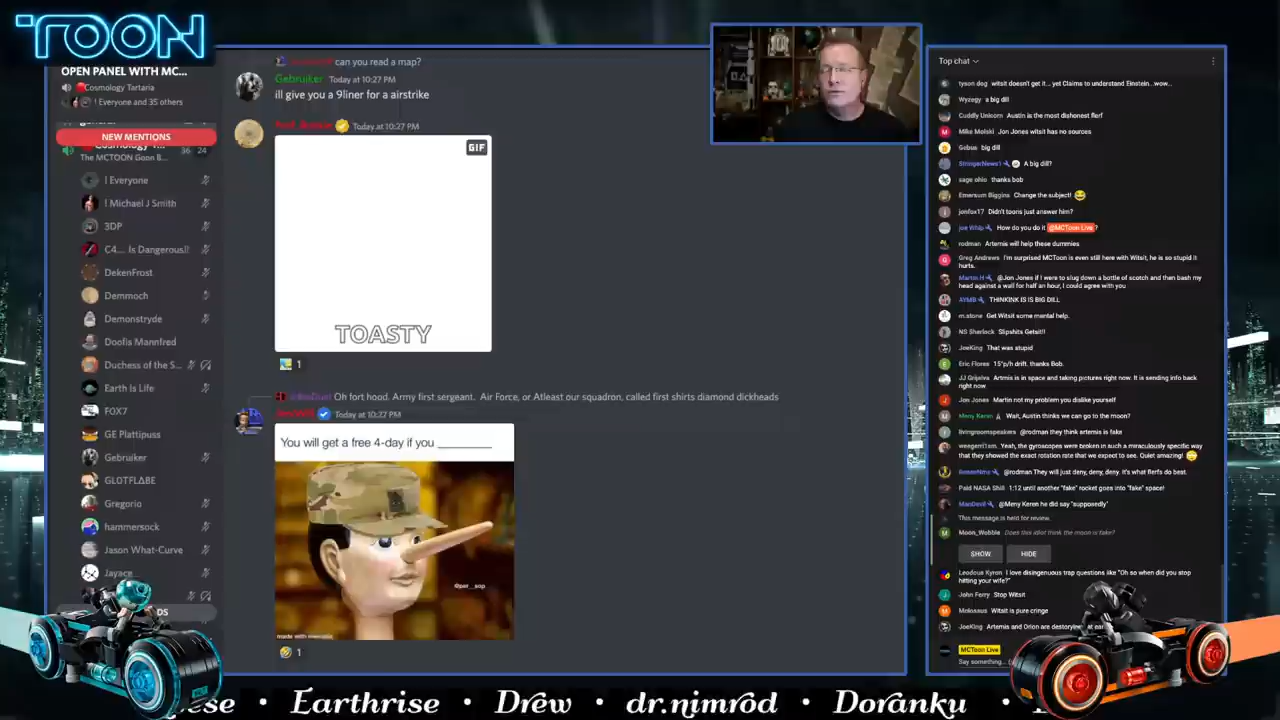 TOON
OPEN PANEL WITH MC...
Cosmology Tartaria
! Everyone and 35 others
NEW MENTIONS
36 24
The MCTOON Goon B...
! Everyone
! Michael J Smith
3DP
C4.... Is Dangerous!!
DekenFrost
Demmoch
Demonstryde
Doofis Mannfred
Duchess of the S...
Earth Is Life
FOX7
GE Plattipuss
Gebruiker
GLOTFLΔBE
Gregorio
hammersock
Jason What-Curve
Jayace
can you read a map?
Gebruiker Today at 10:27 PM
ill give you a 9liner for a airstrike
Today at 10:27 PM
GIF
TOASTY
1
Oh fort hood. Army first sergeant. Air Force, or Atleast our squadron, called first shirts diamond dickheads
Today at 10:27 PM
You will get a free 4-day if you ________
made with mematic
1
Top chat
tyson dog witsit doesn't get it... yet Claims to understand Einstein...wow...
Wyzegy a big dill
Cuddly Unicorn Austin is the most dishonest flerf
Mike Molski Jon Jones witsit has no sources
Gebus big dill
StringerNews1 A big dill?
sage ohio thanks bob
Emersum Biggins Change the subject!
jonfox17 Didn't toons just answer him?
joe Whip How do you do it @MCToon Live?
rodman Artemis will help these dummies
Greg Andrews I'm surprised MCToon is even still here with Witsit, he is so stupid it
hurts.
Martin H @Jon Jones if I were to slug down a bottle of scotch and then bash my
head against a wall for half an hour, I could agree with you
AYMB THINKINK IS IS BIG DILL
m.stone Get Witsit some mental help.
NS Sherlock Slipshits Getsit!!
JoeKing That was stupid
Eric Flores 15°p/h drift. thanks Bob.
JJ Grijalva Artmis is in space and taking pictures right now. It is sending info back
right now
Jon Jones Martin not my problem you dislike yourself
Meny Keren Wait, Austin thinks we can go to the moon?
livingroomspeakers @rodman they think artemis is fake
weegerri1sm Yeah, the gyroscopes were broken in such a miraculously specific way
that they showed the exact rotation rate that we expect to see. Quiet amazing!
@rodman They will just deny, deny, deny. It's what flerfs do best.
Paid NASA Shill 1:12 until another "fake" rocket goes into "fake" space!
ManDevil @Meny Keren he did say "supposedly"
This message is held for review.
Moon_Wobble Does this idiot think the moon is fake?
SHOW HIDE
Leodous Kyron I love disingenous trap questions like "Oh so when did you stop
hitting your wife?"
John Ferry Stop Witsit
Molosaus Witsit is pure cringe
JoeKing Artemis and Orion are
MCToon Live
Say something...
Earthrise • Drew • dr.nimrod • Doranku •